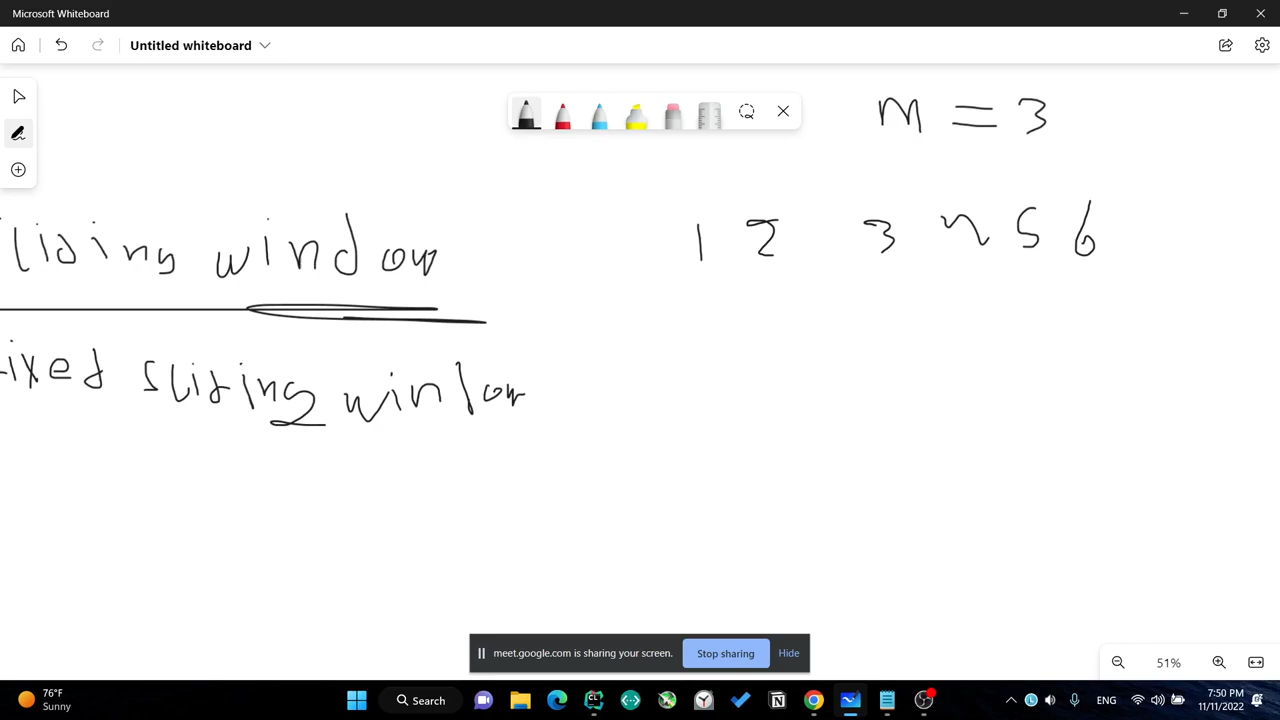 Microsoft Whiteboard
Untitled whiteboard
m = 3
liding window
1 2 3 4 5 6
ixed sliding window
meet.google.com is sharing your screen.
Stop sharing
Hide
51%
76°F
Sunny
Search
ENG
7:50 PM
11/11/2022